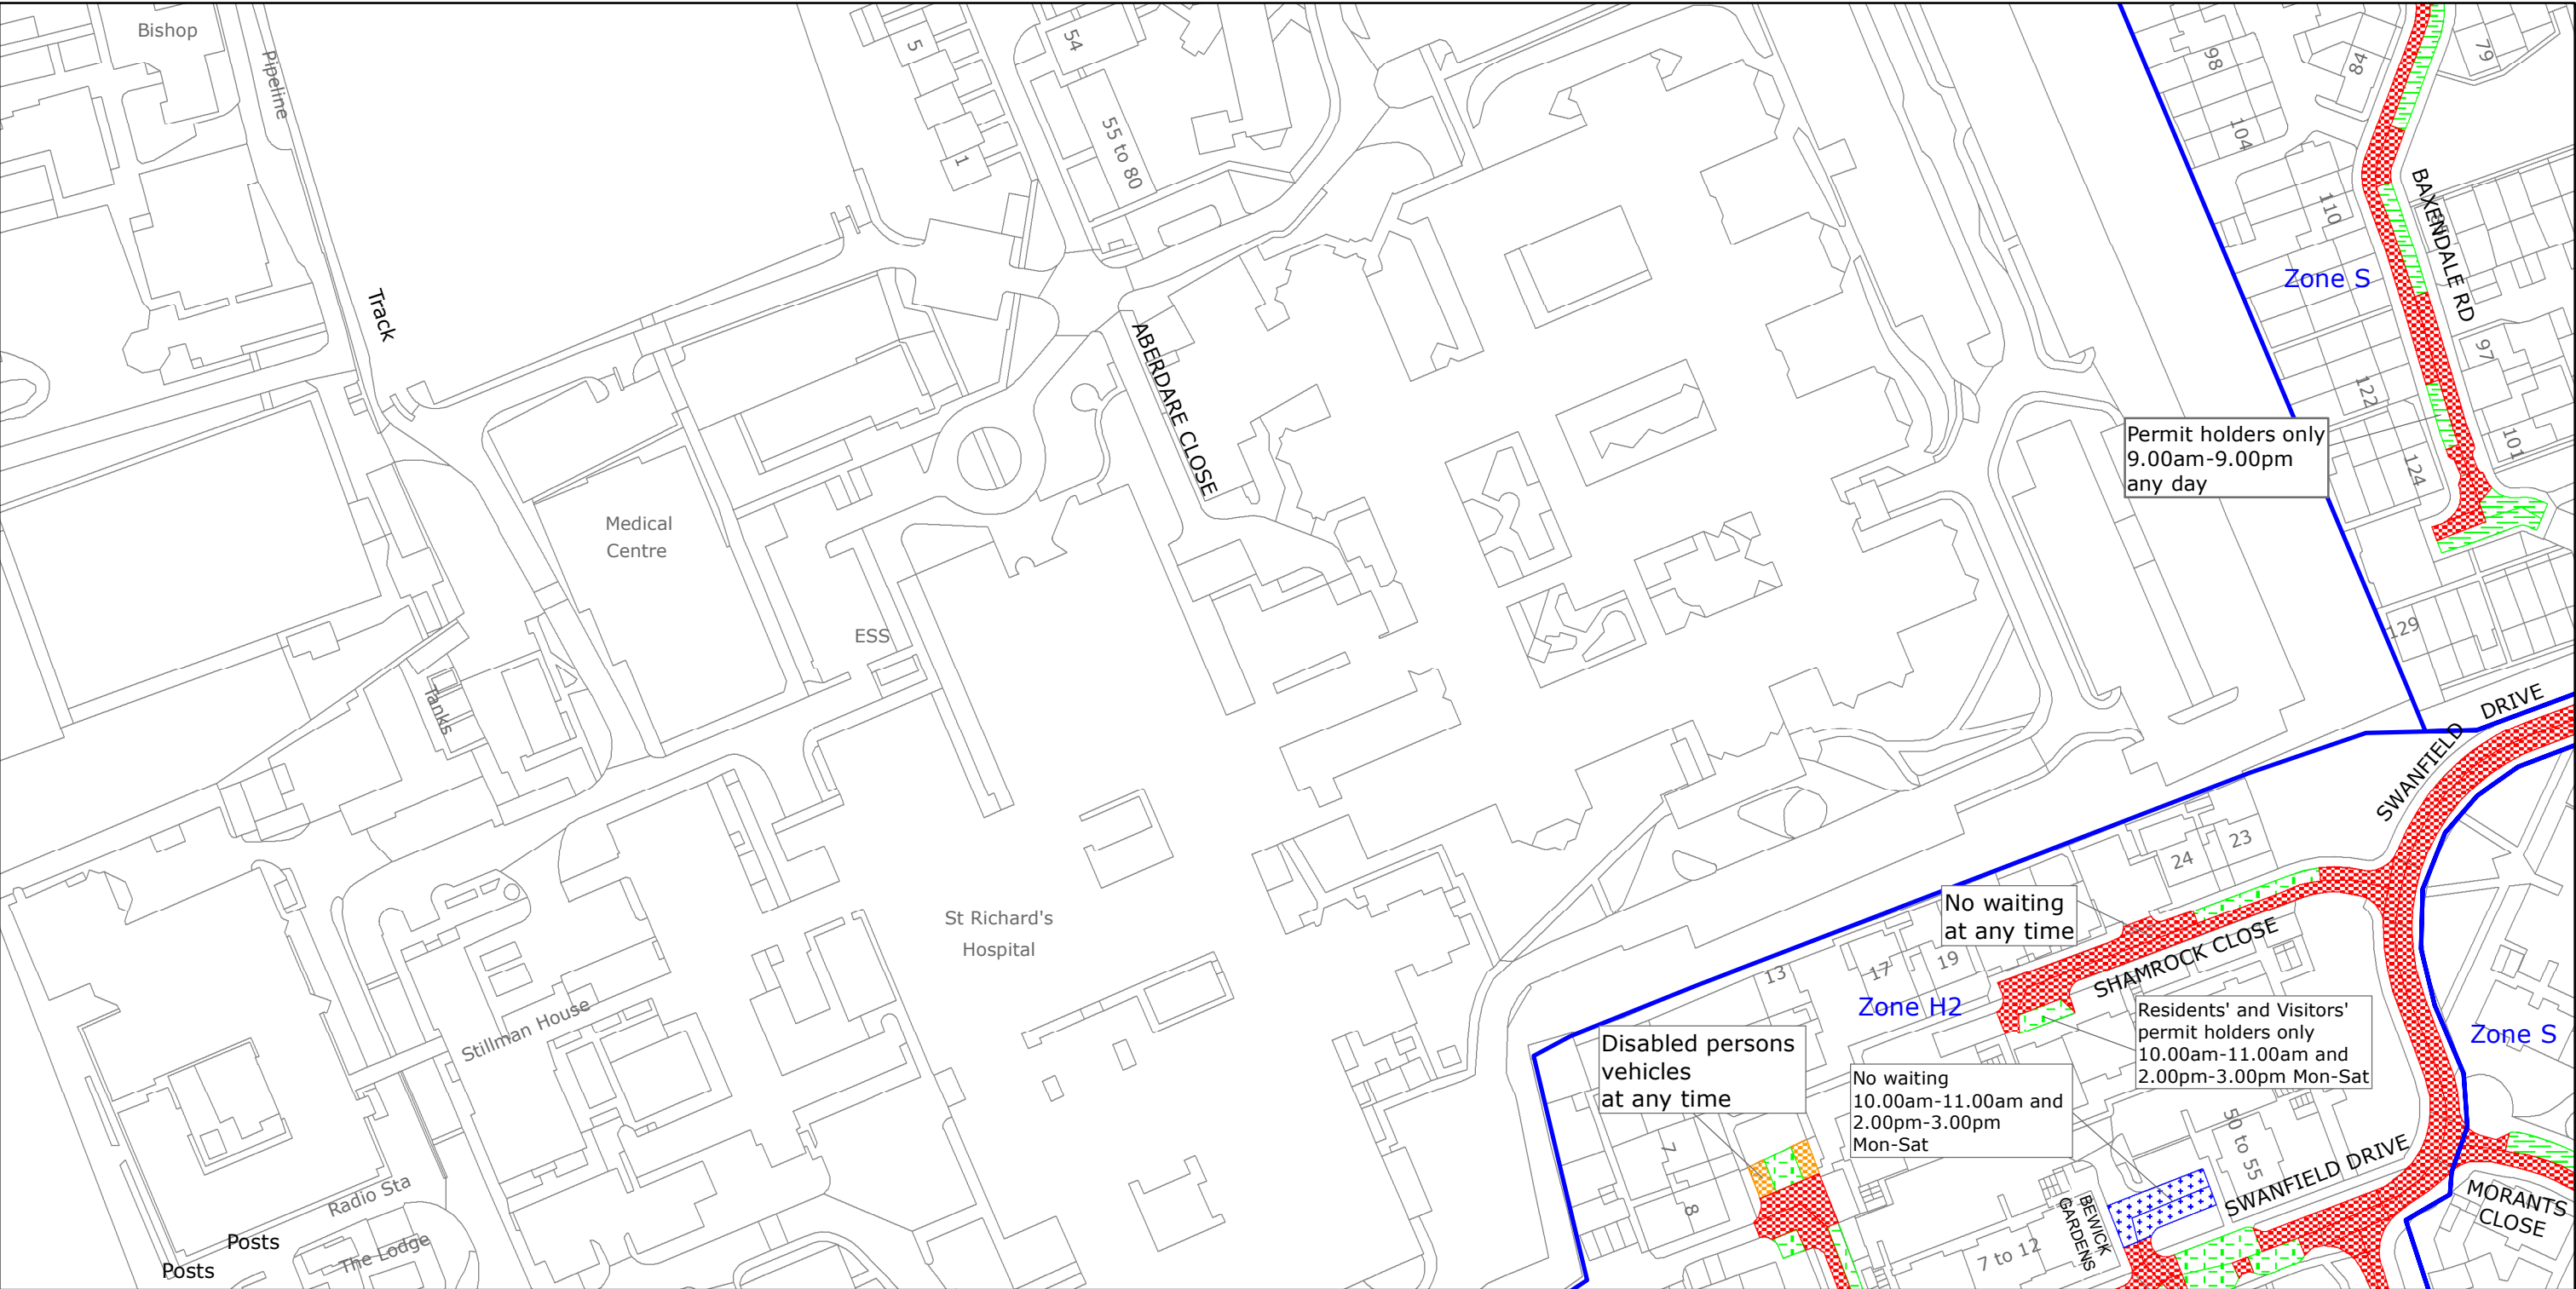 Bishop
Pipeline
5
1
54
55 to 80
98
104
84
79
110
BAXENDALE RD
Zone S
97
122
101
124
Track
ABERDARE CLOSE
Permit holders only
9.00am-9.00pm
any day
Medical
Centre
ESS
129
Tanks
SWANFIELD DRIVE
24
23
St Richard's
Hospital
No waiting
at any time
13
17
19
SHAMROCK CLOSE
Zone H2
Zone S
Residents' and Visitors'
permit holders only
10.00am-11.00am and
2.00pm-3.00pm Mon-Sat
Stillman House
Disabled persons
vehicles
at any time
No waiting
10.00am-11.00am and
2.00pm-3.00pm
Mon-Sat
7
8
50 to 55
SWANFIELD DRIVE
Radio Sta
The Lodge
Posts
Posts
BEWICK
GARDENS
7 to 12
MORANTS
CLOSE